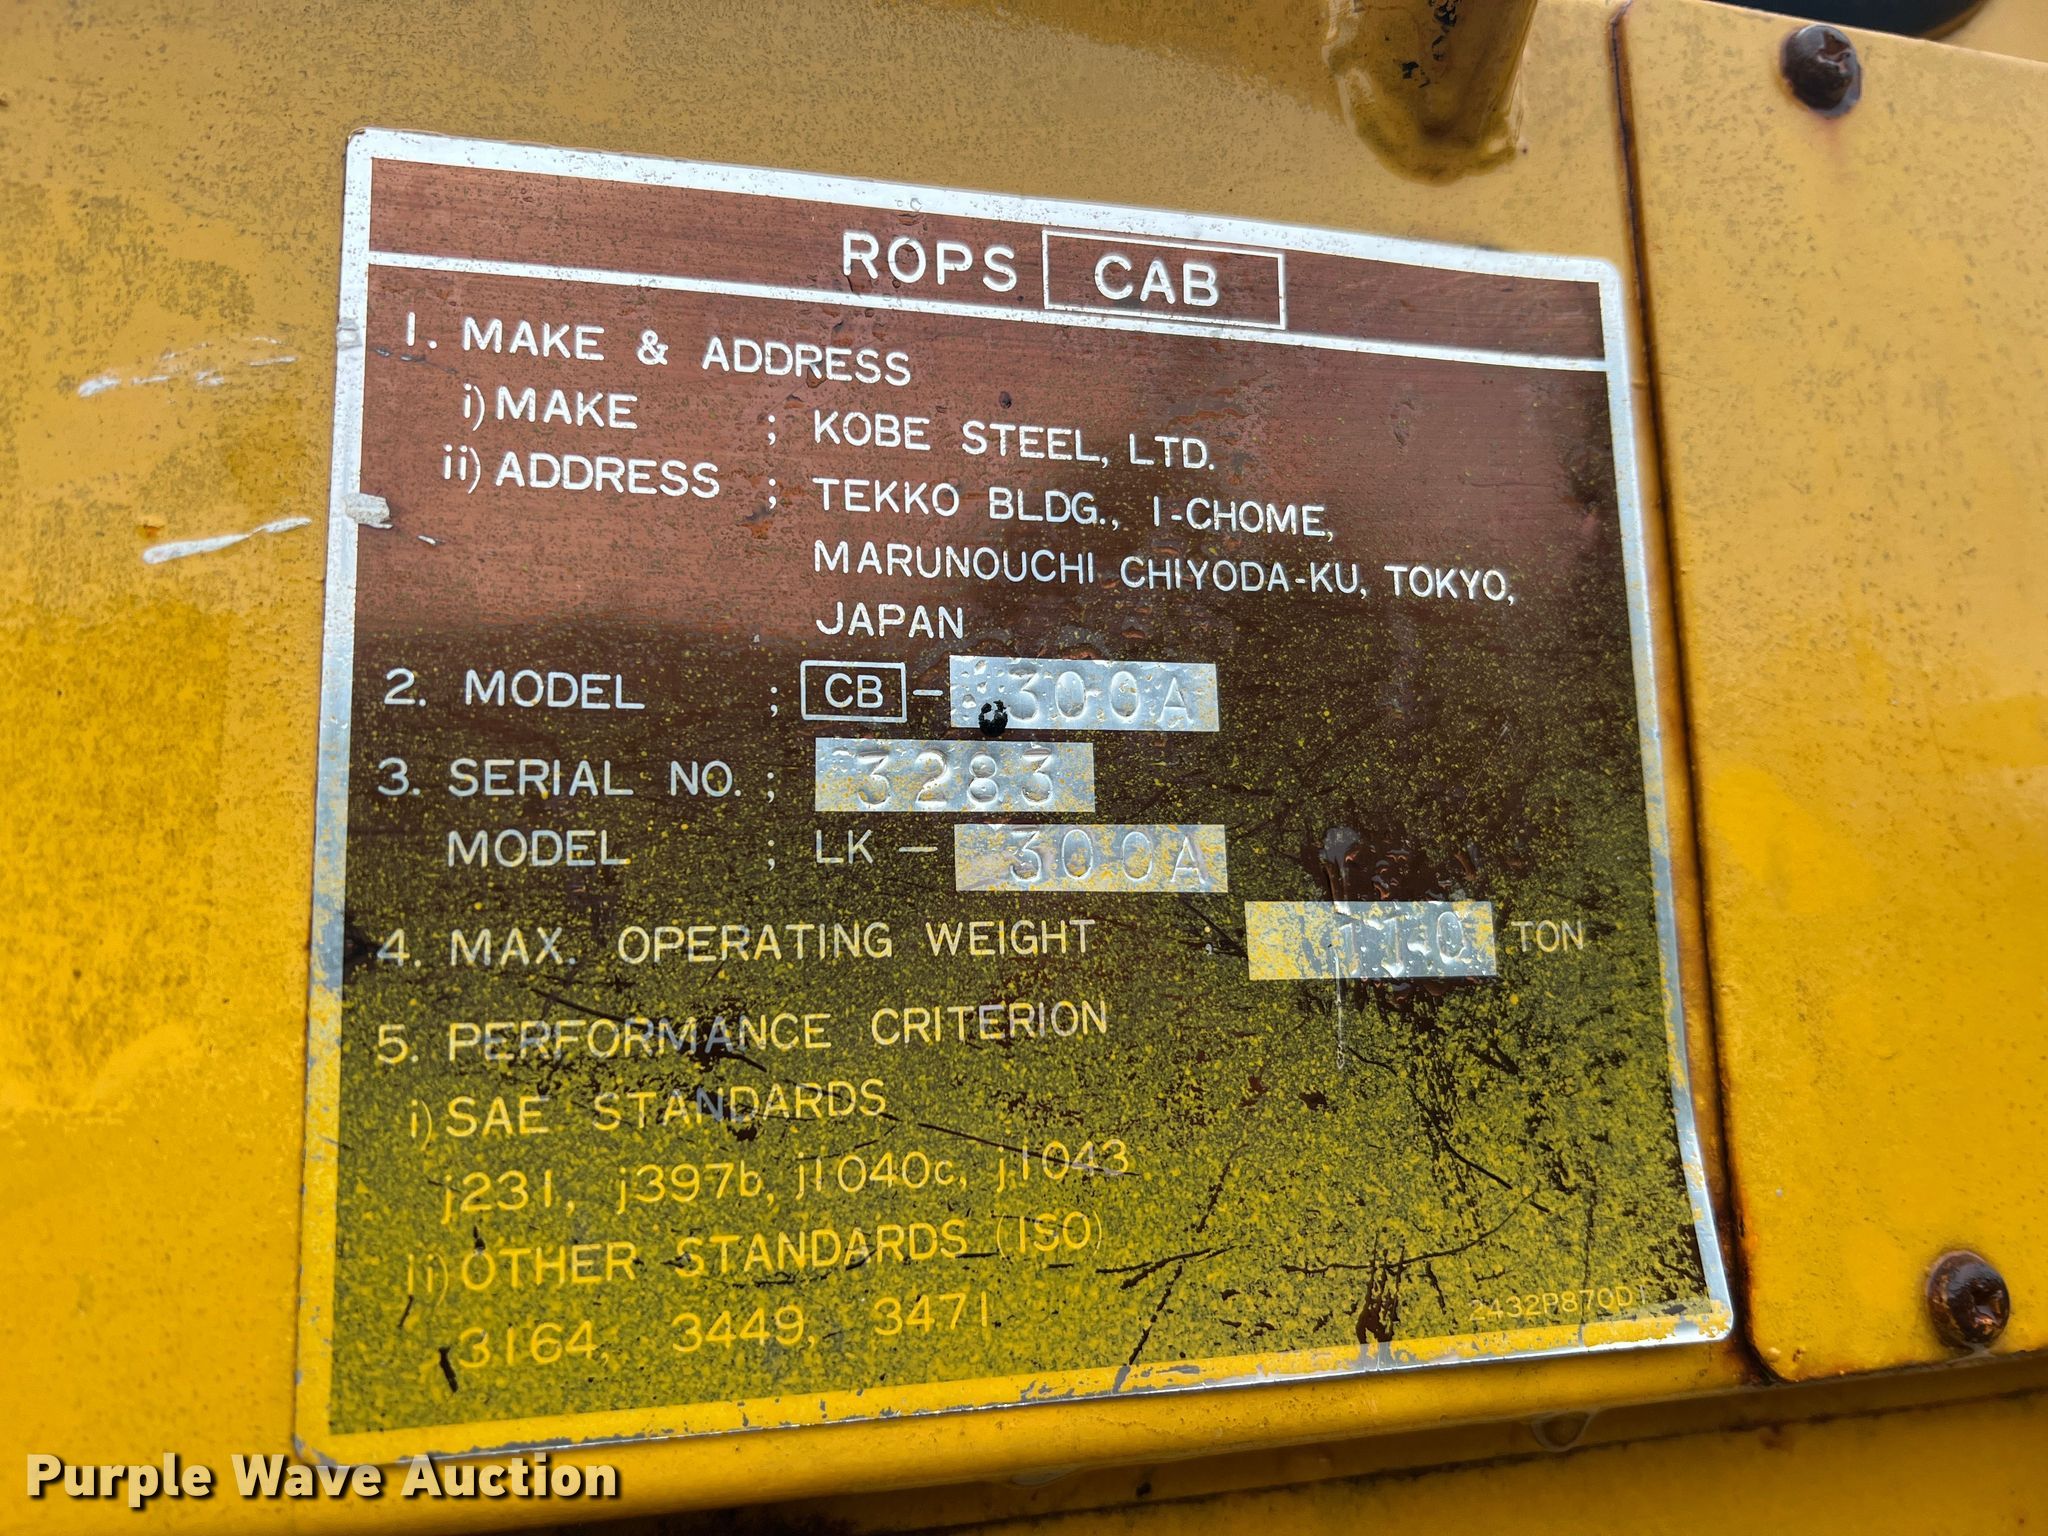 ROPS CAB
1. MAKE & ADDRESS
i) MAKE ; KOBE STEEL, LTD.
ii) ADDRESS ; TEKKO BLDG., 1-CHOME,
MARUNOUCHI CHIYODA-KU, TOKYO,
JAPAN
2. MODEL ; CB - 300A
3. SERIAL NO. ; 3283
MODEL ; LK - 300A
4. MAX. OPERATING WEIGHT ; 110 TON
5. PERFORMANCE CRITERION
i) SAE STANDARDS
j231, j397b, j1040c, j1043
ii) OTHER STANDARDS (ISO)
3164, 3449, 3471
Purple Wave Auction